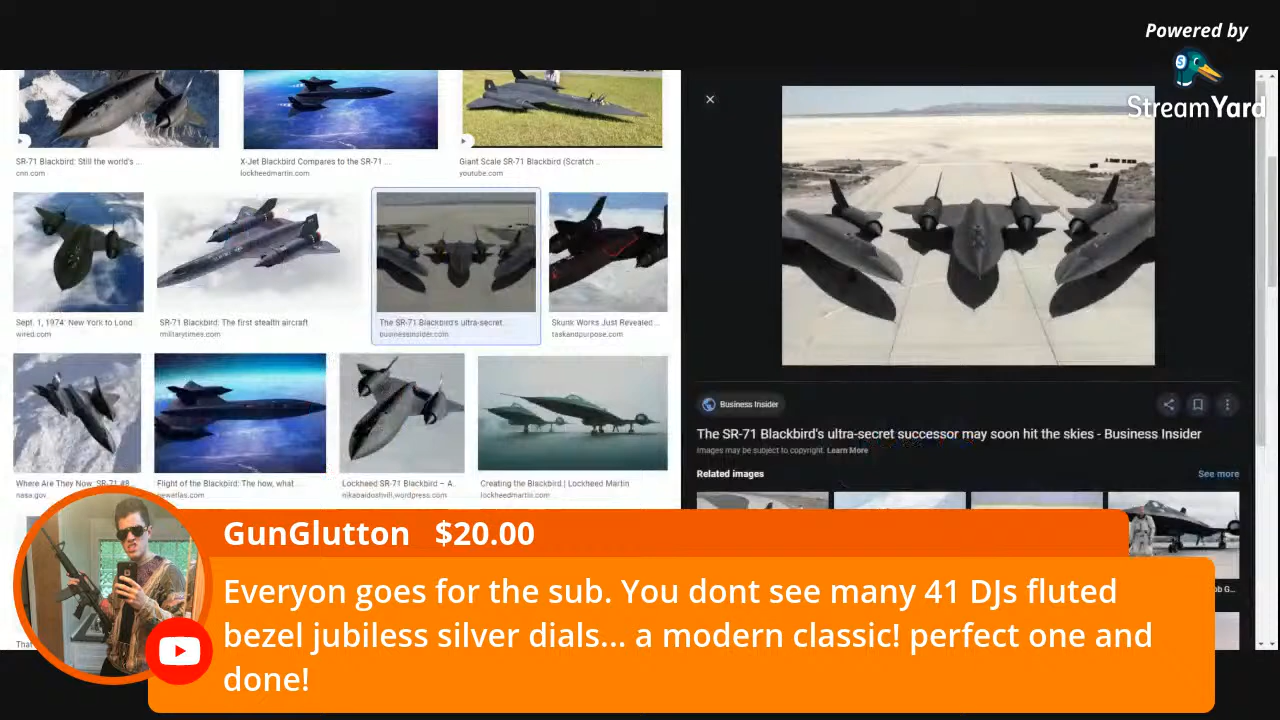 Powered by
StreamYard
SR-71 Blackbird: Still the world's ...
cnn.com
X-Jet Blackbird Compares to the SR-71 ...
lockheedmartin.com
Giant Scale SR-71 Blackbird (Scratch ...
youtube.com
Sept. 1, 1974: New York to Lond...
wired.com
SR-71 Blackbird: The first stealth aircraft
militarytimes.com
The SR-71 Blackbird's ultra-secret...
businessinsider.com
Skunk Works Just Revealed ...
taskandpurpose.com
Where Are They Now: SR-71 #8...
nasa.gov
Flight of the Blackbird: The how, what ...
newatlas.com
Lockheed SR-71 Blackbird – A...
nikapaidoshvili.wordpress.com
Creating the Blackbird | Lockheed Martin
lockheedmartin.com
Business Insider
The SR-71 Blackbird's ultra-secret successor may soon hit the skies - Business Insider
Images may be subject to copyright. Learn More
Related images
See more
GunGlutton $20.00
Everyon goes for the sub. You dont see many 41 DJs fluted
bezel jubiless silver dials... a modern classic! perfect one and
done!